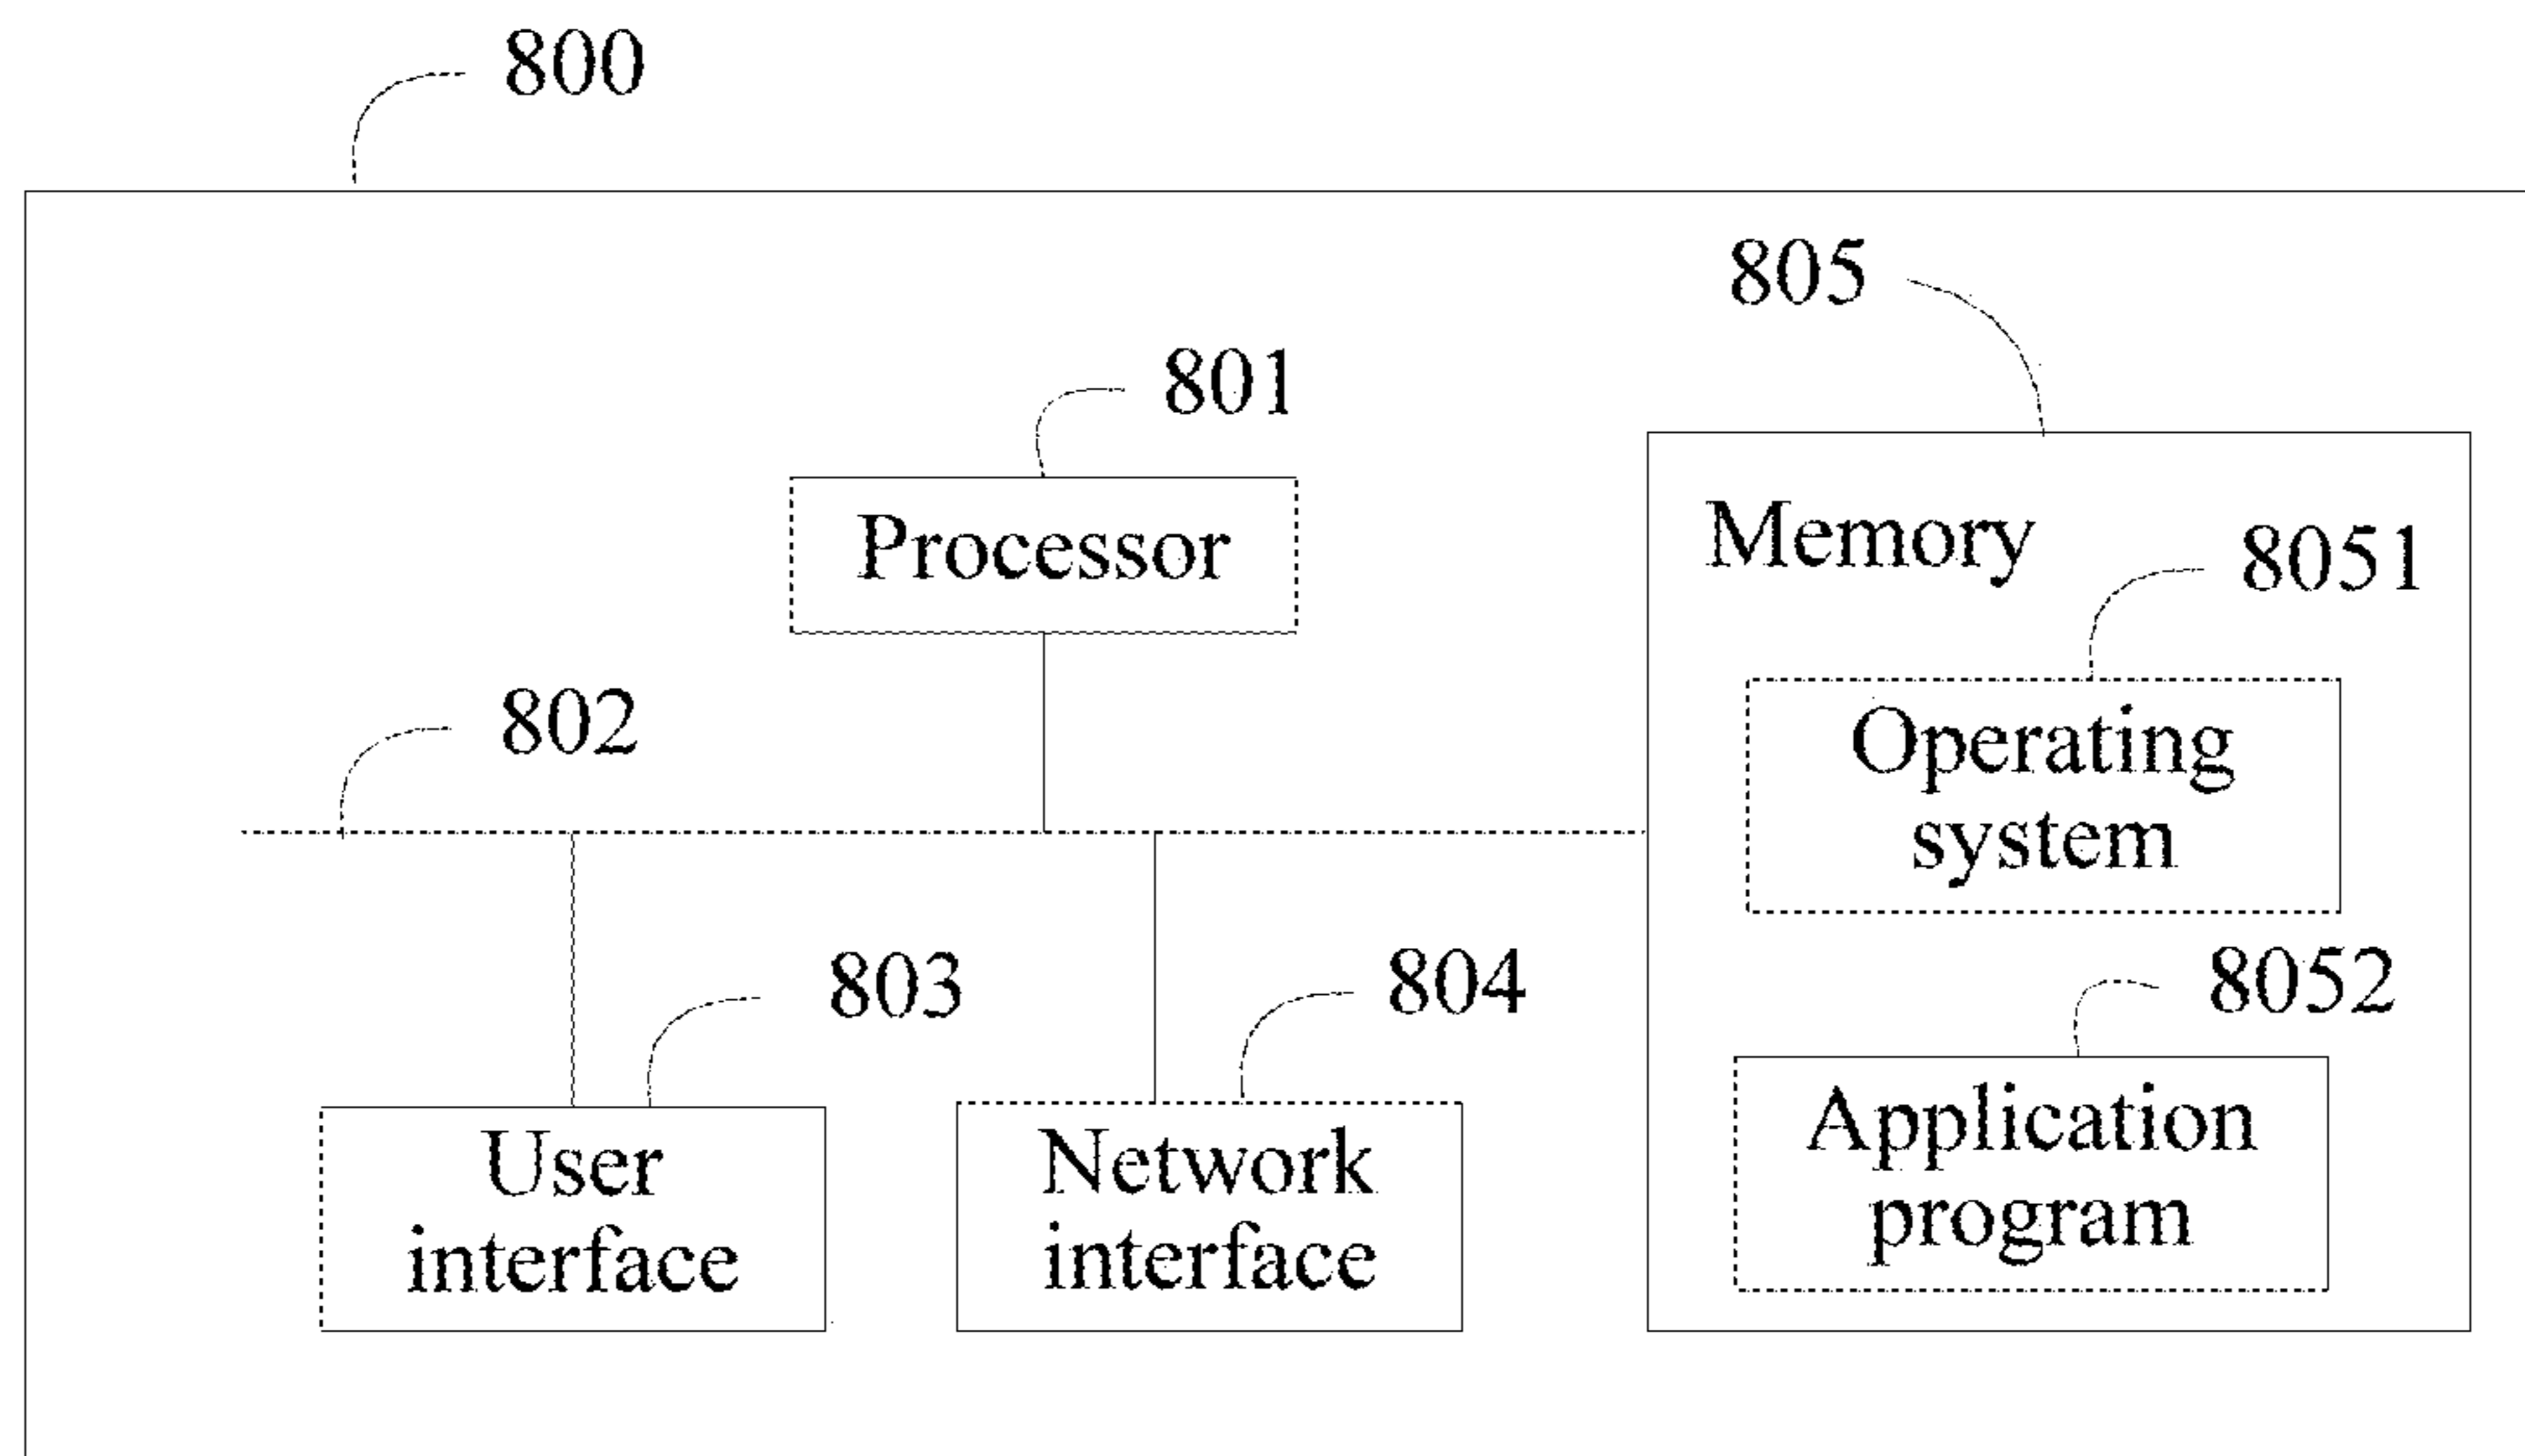 800
805
801
Processor
Memory
8051
802
Operating
system
803
804
8052
User
interface
Network
interface
Application
program